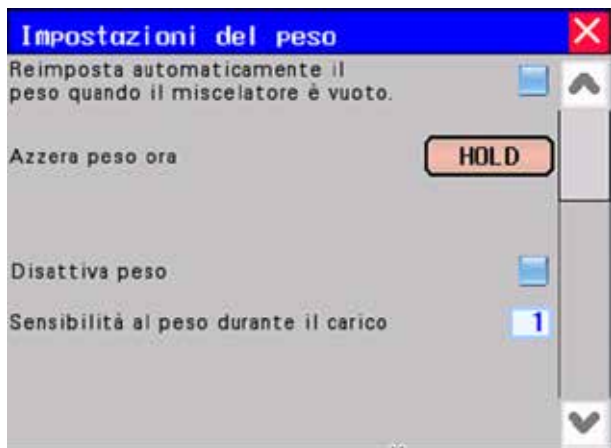 Impostazioni del peso
Reimposta automaticamente il
peso quando il miscelatore è vuoto.
Azzera peso ora
HOLD
Disattiva peso
Sensibilità al peso durante il carico
1